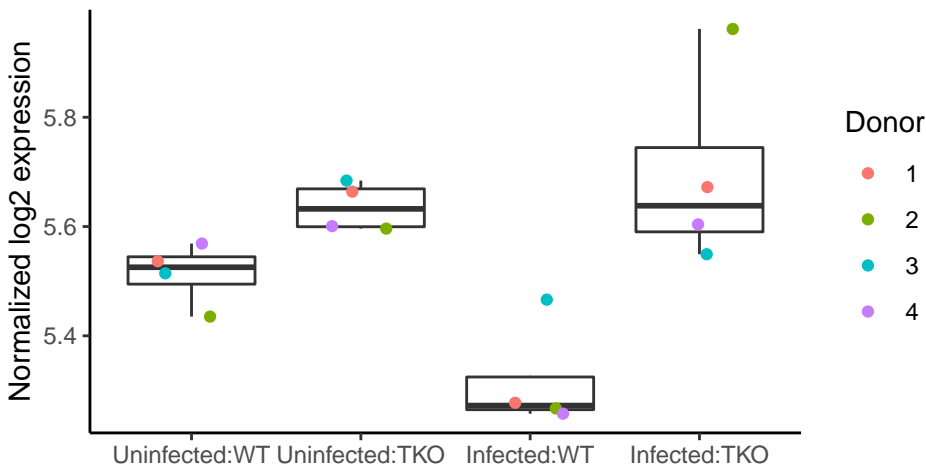 Normalized log2 expression
5.8
5.6
5.4
Uninfected:WT
Uninfected:TKO
Infected:WT
Infected:TKO
Donor
1
2
3
4